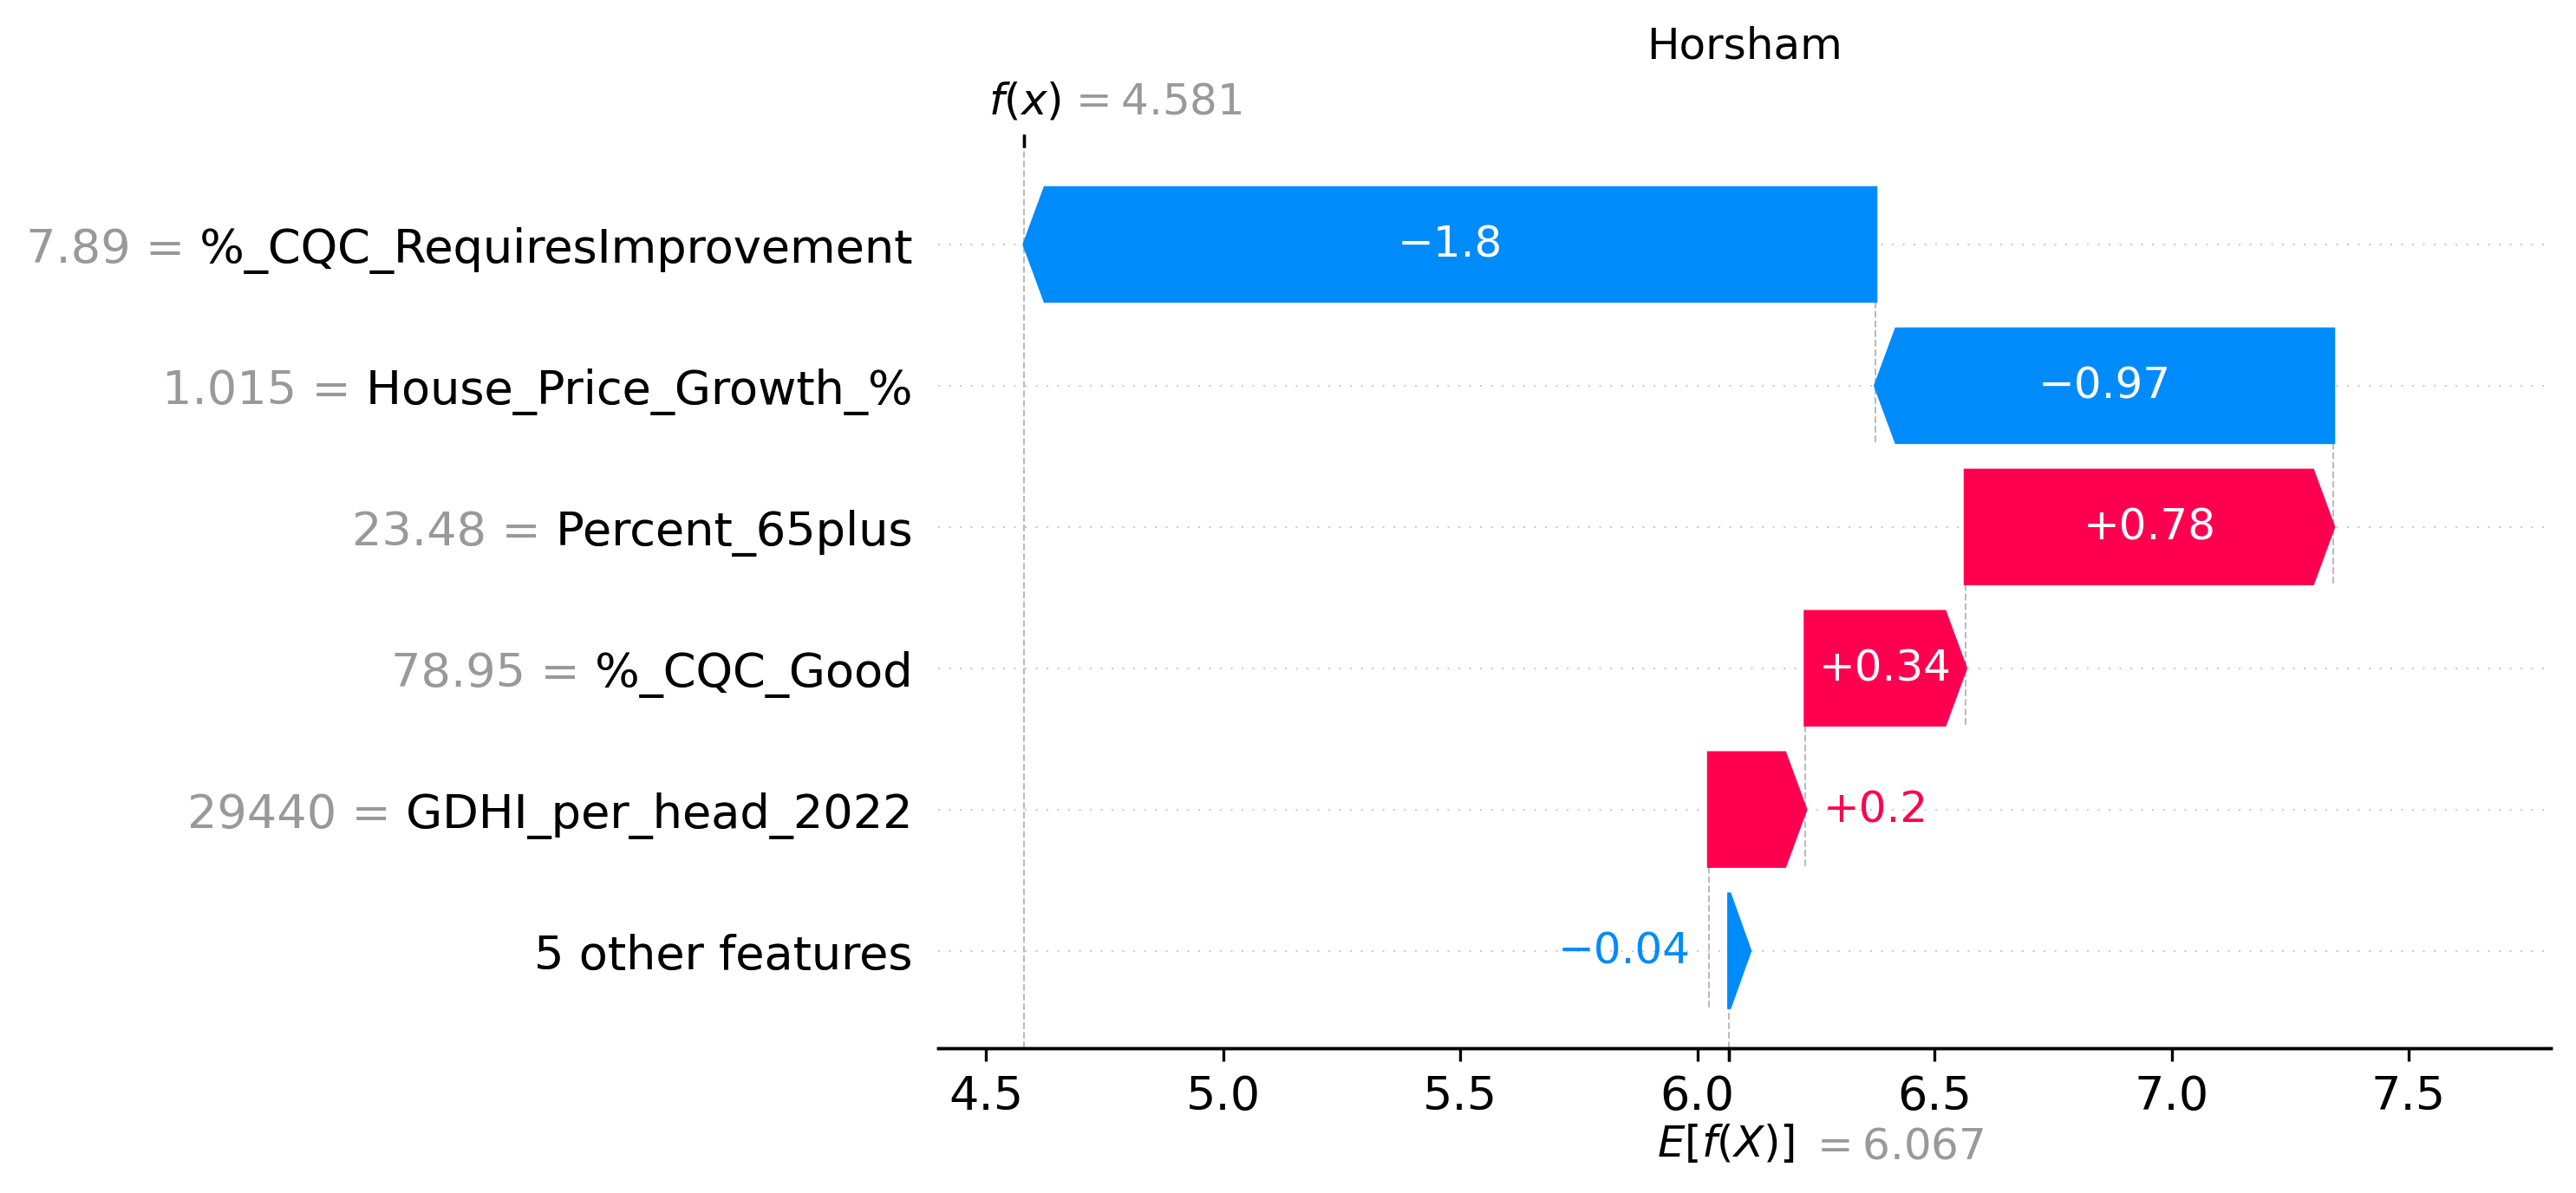 Horsham
f(x) = 4.581
7.89 = %_CQC_RequiresImprovement
−1.8
1.015 = House_Price_Growth_%
−0.97
23.48 = Percent_65plus
+0.78
78.95 = %_CQC_Good
+0.34
29440 = GDHI_per_head_2022
+0.2
5 other features
−0.04
4.5 5.0 5.5 6.0 6.5 7.0 7.5
E[f(X)] = 6.067